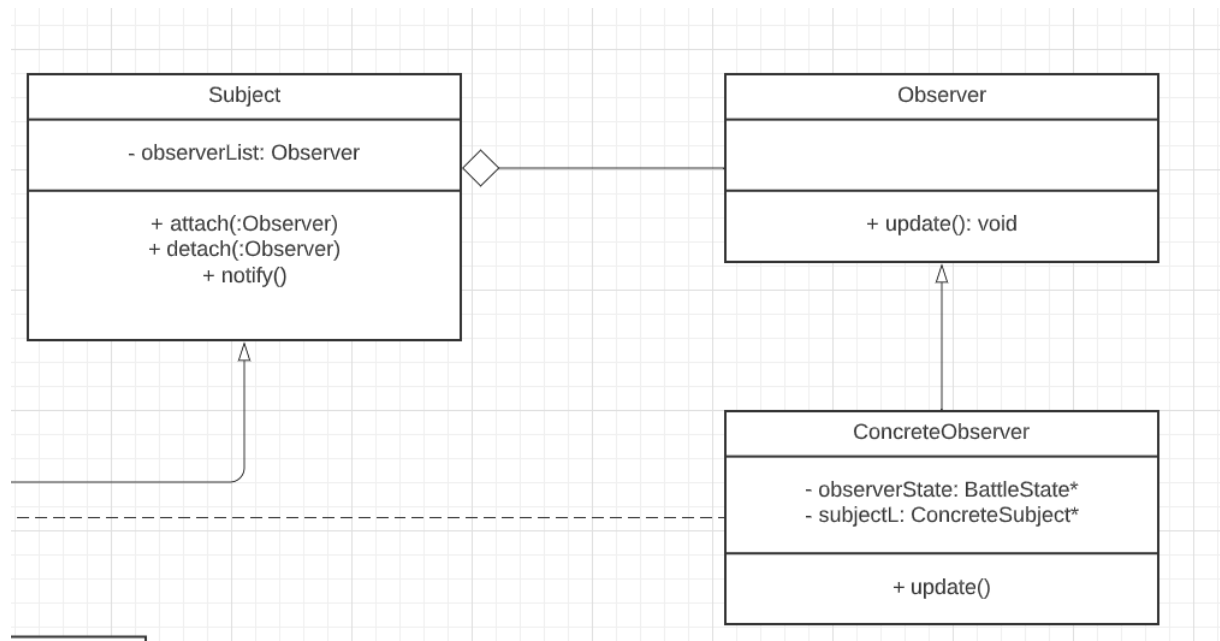 Subject
- observerList: Observer
+ attach(:Observer)
+ detach(:Observer)
+ notify()
Observer
+ update(): void
ConcreteObserver
- observerState: BattleState*
- subjectL: ConcreteSubject*
+ update()